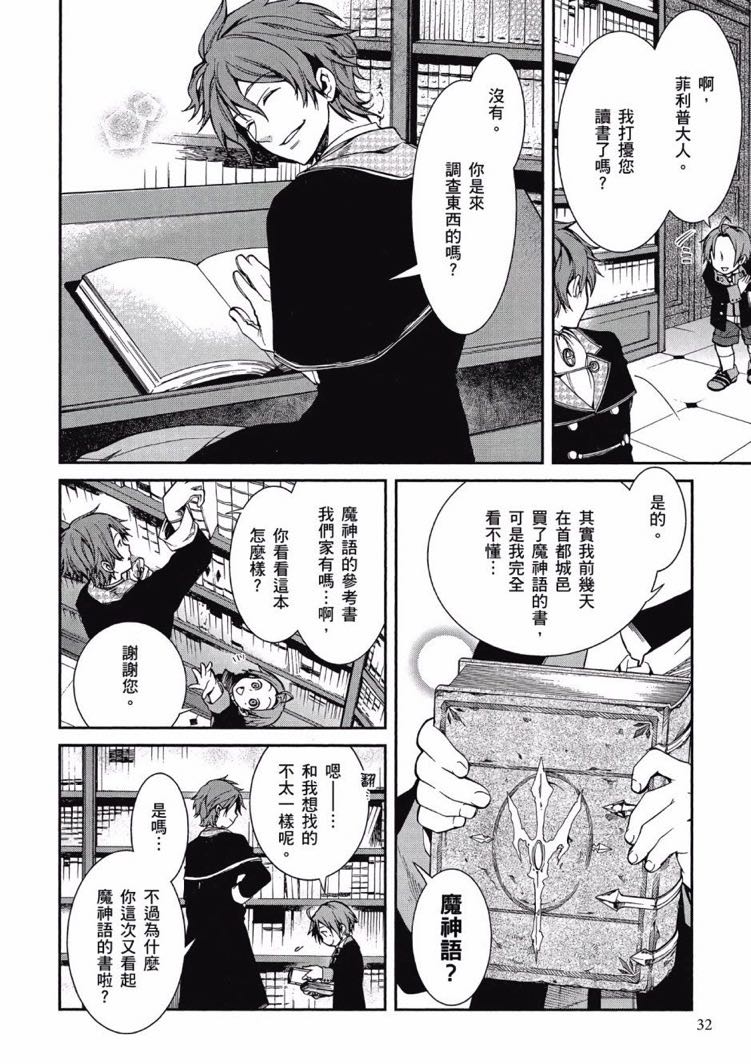 啊，
菲利普大人。
我打擾您
讀書了嗎？
沒有。
你是來
調查東西的嗎？
是的。
其實我前幾天
在首都城邑
買了魔神語的書，
可是我完全
看不懂…
魔神語？
魔神語的參考書
我們家有嗎…啊，
你看看這本
怎麼樣？
謝謝您。
翻
嗯——…
和我想找的
不太一樣呢。
是嗎…
不過為什麼
你這次又看起
魔神語的書啦？
32